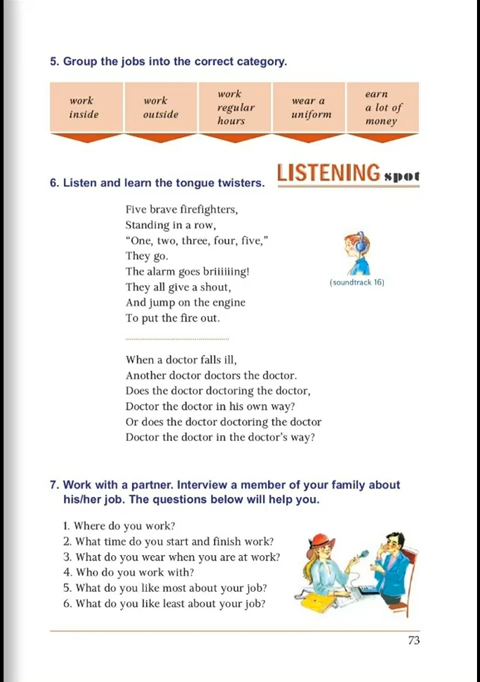 5. Group the jobs into the correct category.
work
inside
work
outside
work
regular
hours
wear a
uniform
earn
a lot of
money
LISTENING spot
6. Listen and learn the tongue twisters.
Five brave firefighters,
Standing in a row,
“One, two, three, four, five,”
They go.
The alarm goes briiiiiing!
They all give a shout,
And jump on the engine
To put the fire out.
(soundtrack 16)
When a doctor falls ill,
Another doctor doctors the doctor.
Does the doctor doctoring the doctor,
Doctor the doctor in his own way?
Or does the doctor doctoring the doctor
Doctor the doctor in the doctor’s way?
7. Work with a partner. Interview a member of your family about
his/her job. The questions below will help you.
1. Where do you work?
2. What time do you start and finish work?
3. What do you wear when you are at work?
4. Who do you work with?
5. What do you like most about your job?
6. What do you like least about your job?
73